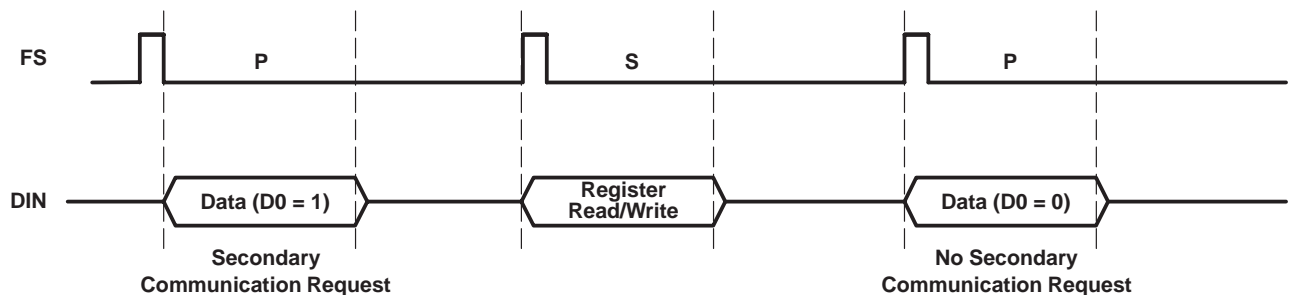 FS
P
S
P
DIN
Data (D0 = 1)
Register
Read/Write
Data (D0 = 0)
Secondary
Communication Request
No Secondary
Communication Request